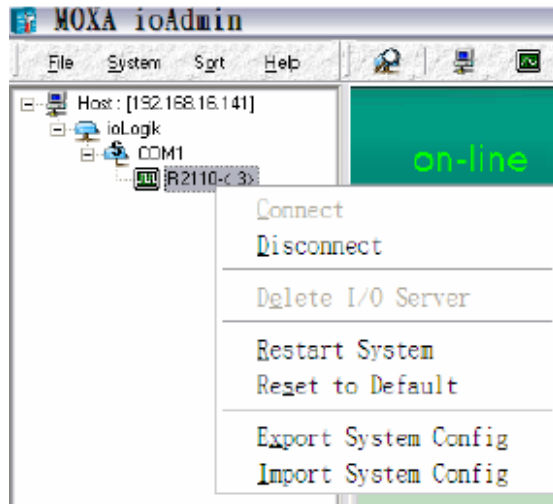 MOXA ioAdmin
File System Sort Help
Host : [192.168.16.141]
ioLogik
COM1
R2110-< 3>
on-line
Connect
Disconnect
Delete I/O Server
Restart System
Reset to Default
Export System Config
Import System Config